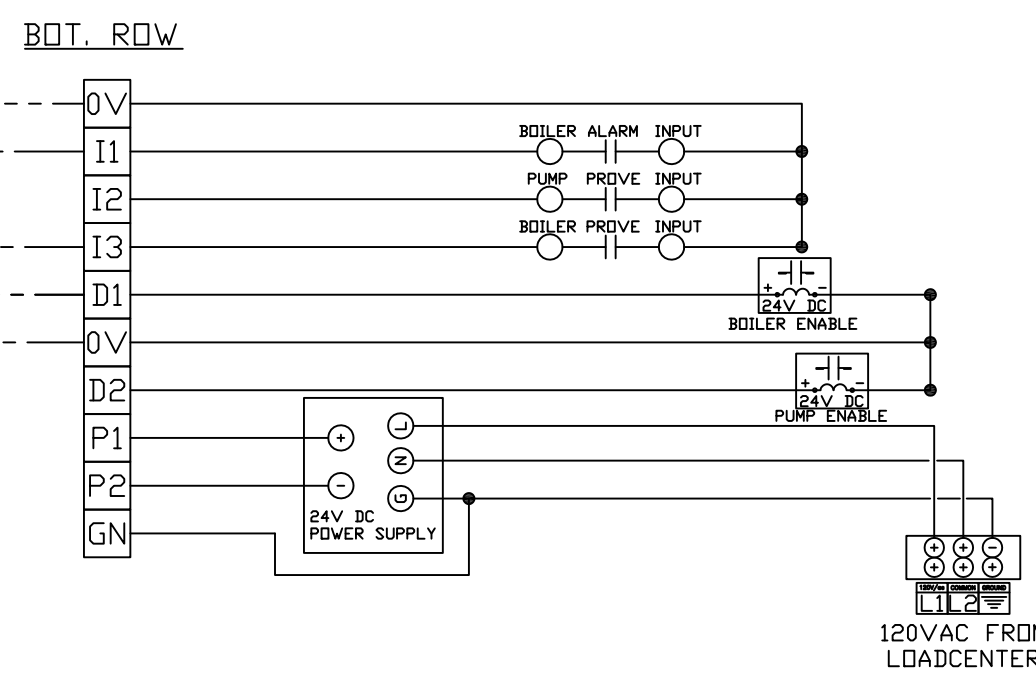 BOT. ROW
0V
BOILER ALARM INPUT
I1
PUMP PROVE INPUT
I2
BOILER PROVE INPUT
I3
D1
+ −
24V DC
BOILER ENABLE
0V
D2
+ −
24V DC
PUMP ENABLE
P1
+
L
N
P2
−
G
24V DC
POWER SUPPLY
GN
+ + −
+ + +
COMMON GROUND
L1 L2
120VAC FROM
LOADCENTER